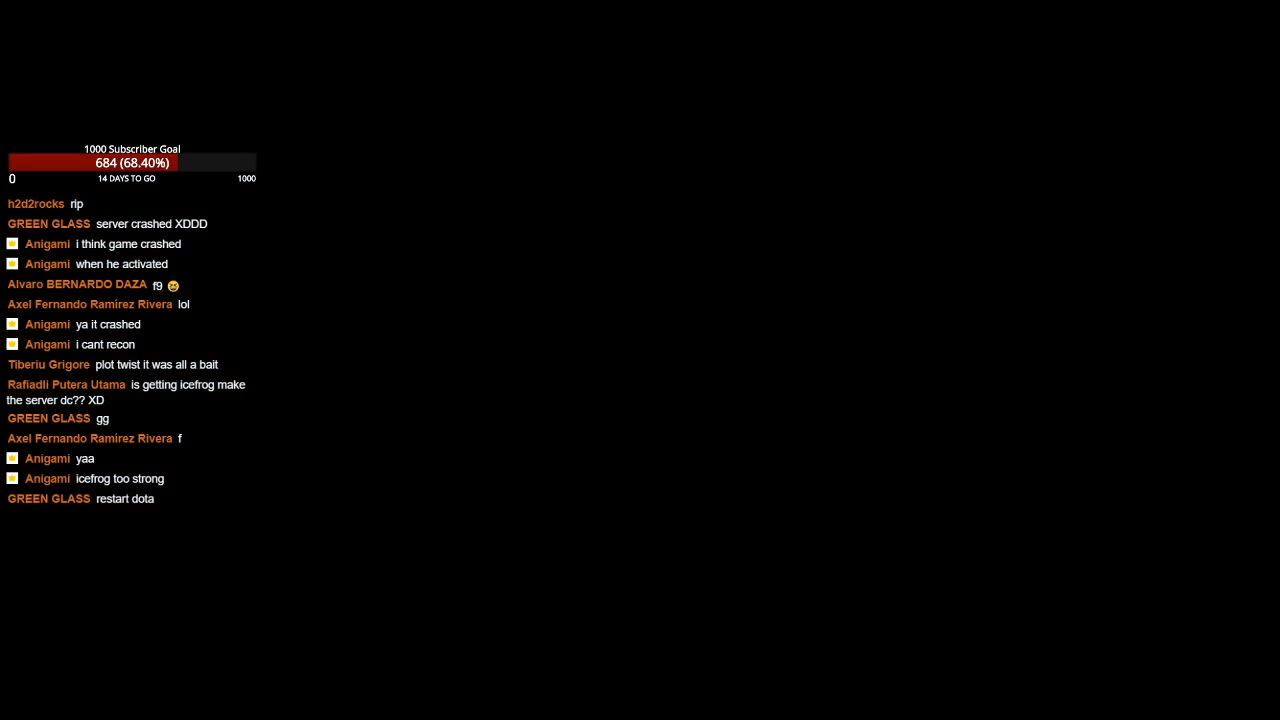 1000 Subscriber Goal
684 (68.40%)
0 14 DAYS TO GO 1000
h2d2rocks rip
GREEN GLASS server crashed XDDD
Anigami i think game crashed
Anigami when he activated
Alvaro BERNARDO DAZA f9 😆
Axel Fernando Ramírez Rivera lol
Anigami ya it crashed
Anigami i cant recon
Tiberiu Grigore plot twist it was all a bait
Rafiadli Putera Utama is getting icefrog make
the server dc?? XD
GREEN GLASS gg
Axel Fernando Ramírez Rivera f
Anigami yaa
Anigami icefrog too strong
GREEN GLASS restart dota